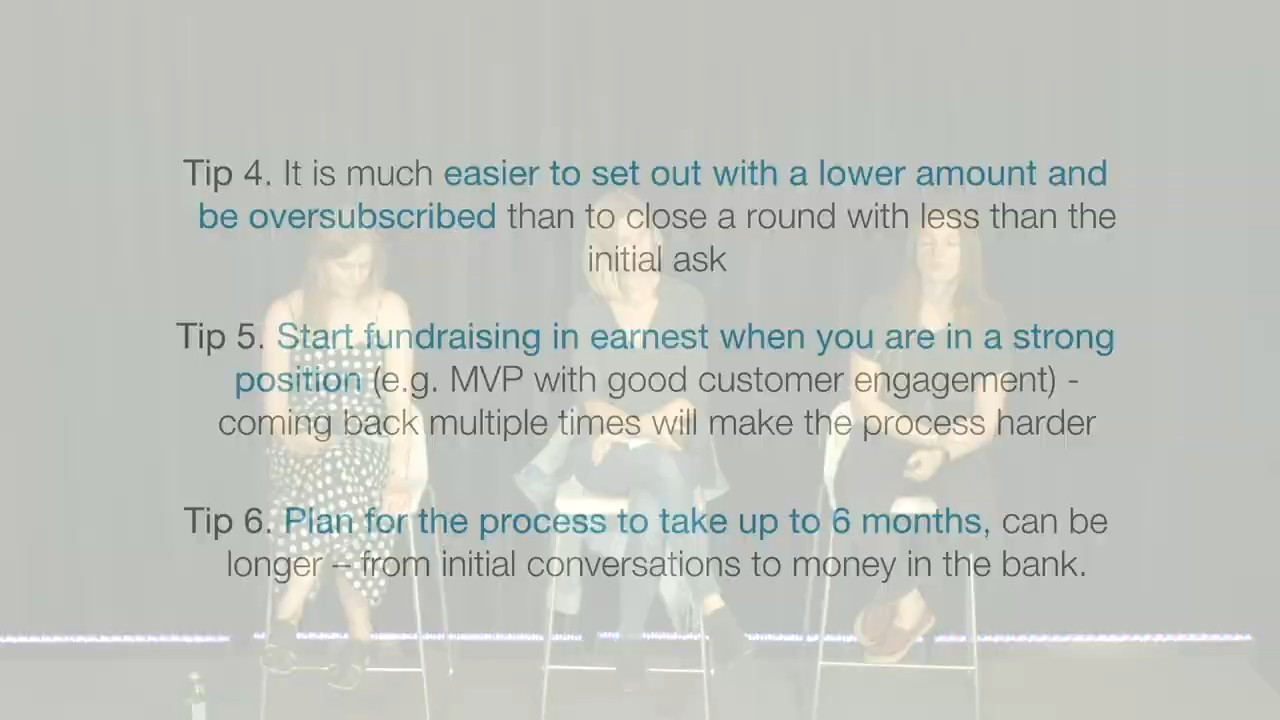 Tip 4. It is much easier to set out with a lower amount and
be oversubscribed than to close a round with less than the
initial ask
Tip 5. Start fundraising in earnest when you are in a strong
position (e.g. MVP with good customer engagement) -
coming back multiple times will make the process harder
Tip 6. Plan for the process to take up to 6 months, can be
longer – from initial conversations to money in the bank.